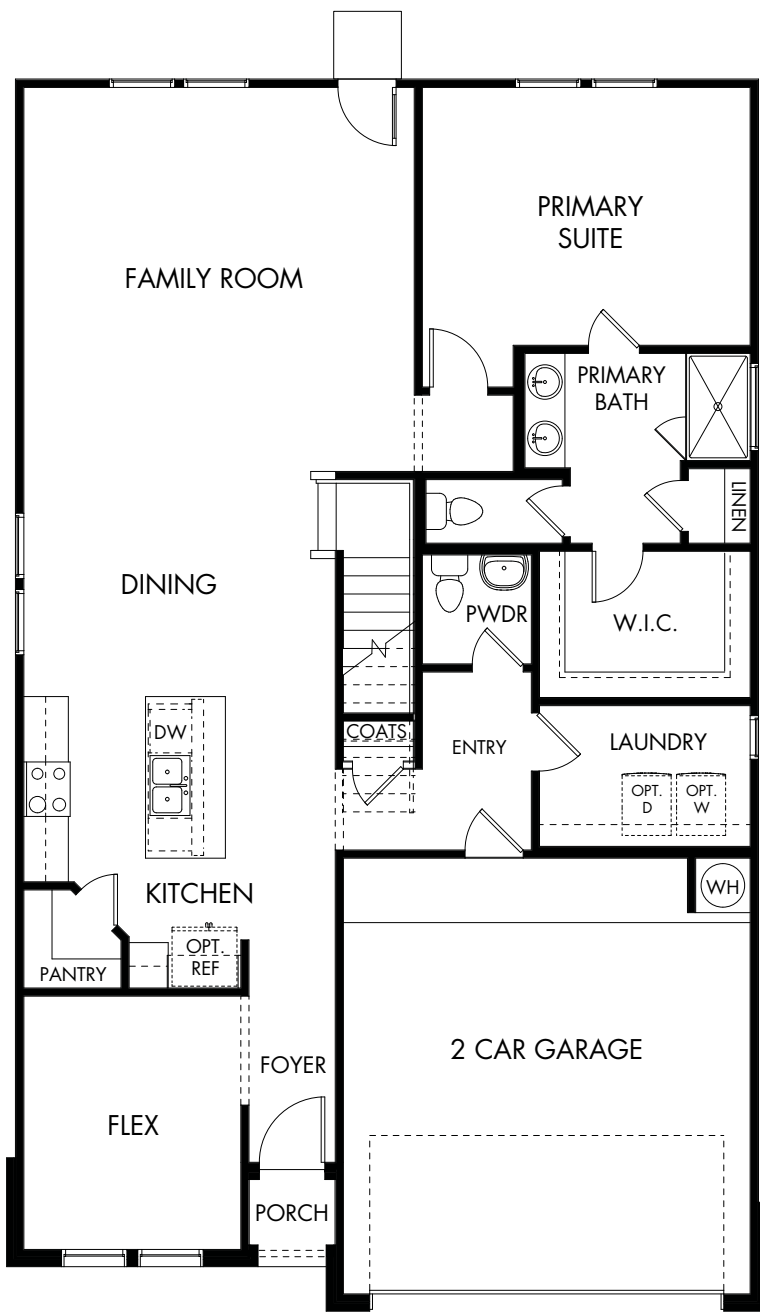 PRIMARY
SUITE
FAMILY ROOM
PRIMARY
BATH
LINEN
DINING
PWDR
W.I.C.
DW
COATS
ENTRY
LAUNDRY
OPT.
D
OPT.
W
KITCHEN
WH
OPT.
REF
PANTRY
2 CAR GARAGE
FOYER
FLEX
PORCH